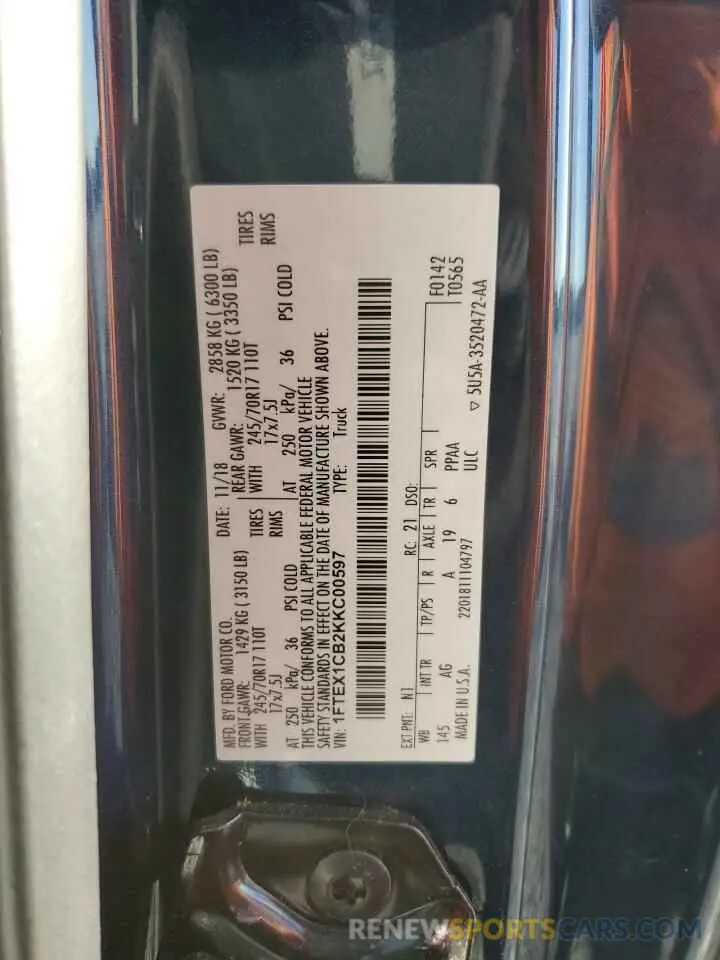 MFD. BY FORD MOTOR CO. DATE: 11/18 GVWR: 2858 KG ( 6300 LB)
FRONT GAWR: 1429 KG ( 3150 LB) REAR GAWR: 1520 KG ( 3350 LB)
WITH 245/70R17 110T TIRES WITH 245/70R17 110T TIRES
17x7.5J RIMS 17x7.5J RIMS
AT 250 kPa/ 36 PSI COLD AT 250 kPa/ 36 PSI COLD
THIS VEHICLE CONFORMS TO ALL APPLICABLE FEDERAL MOTOR VEHICLE
SAFETY STANDARDS IN EFFECT ON THE DATE OF MANUFACTURE SHOWN ABOVE.
VIN: 1FTEX1CB2KKC00597 TYPE: Truck
EXT PNT: N1 RC: 21 DSO: F0142
WB INT TR TP/PS R AXLE TR SPR T0565
145 AG A 19 6 PPAA
MADE IN U.S.A. 2201811104797 ULC ▽ 5U5A-3520472-AA
RENEWSPORTSCARS.COM